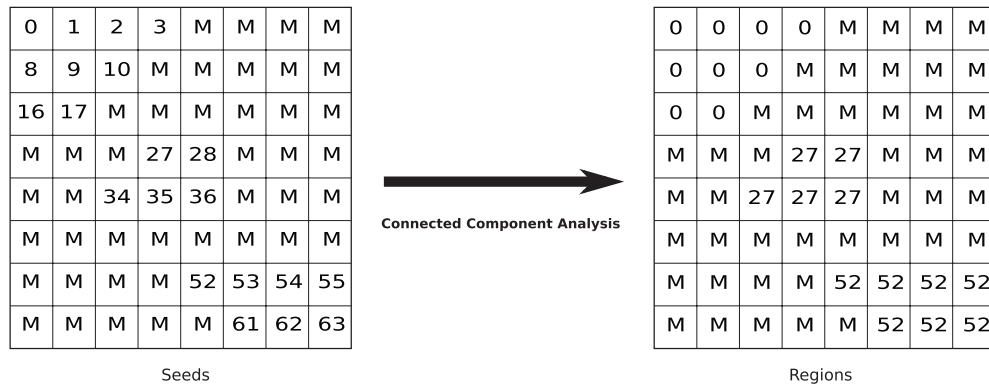 0 1 2 3 M M M M
8 9 10 M M M M M
16 17 M M M M M M
M M M 27 28 M M M
M M 34 35 36 M M M
M M M M M M M M
M M M M 52 53 54 55
M M M M M 61 62 63
Seeds
Connected Component Analysis
0 0 0 0 M M M M
0 0 0 M M M M M
0 0 M M M M M M
M M M 27 27 M M M
M M 27 27 27 M M M
M M M M M M M M
M M M M 52 52 52 52
M M M M M 52 52 52
Regions